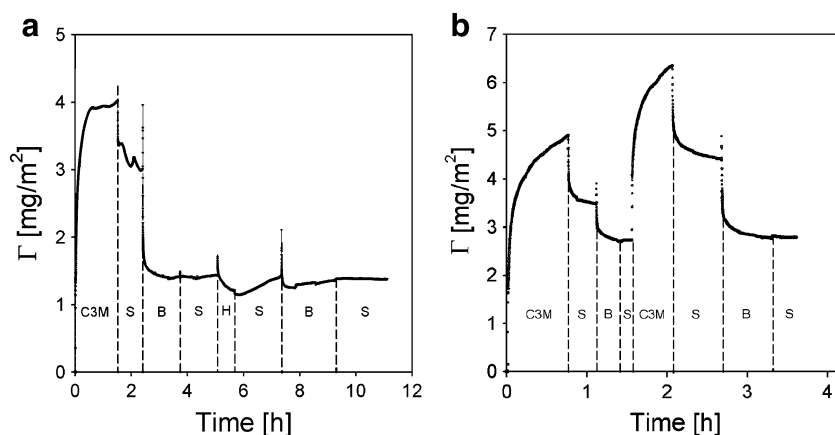 a
Γ [mg/m²]
5
4
3
2
1
0
C3M S B S H S B S
0 2 4 6 8 10 12
Time [h]
b
Γ [mg/m²]
7
6
5
4
3
2
1
0
C3M S B S C3M S B S
0 1 2 3 4
Time [h]